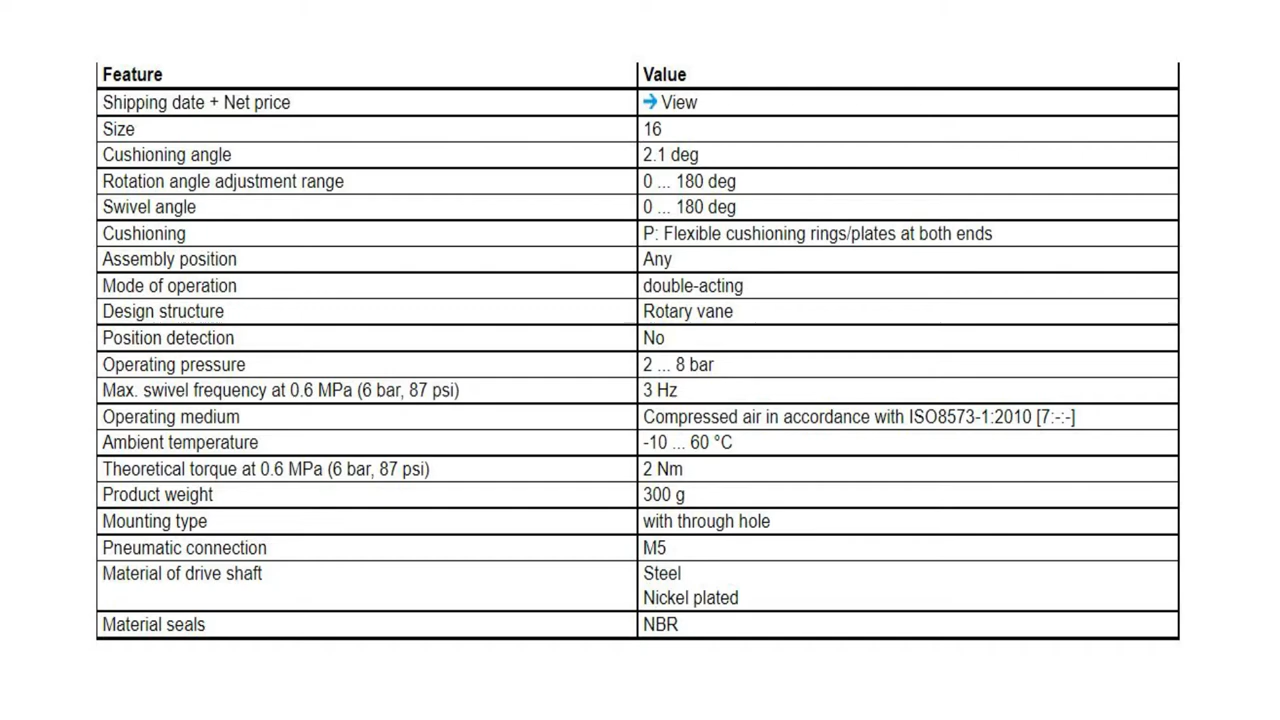 Feature Value
Shipping date + Net price → View
Size 16
Cushioning angle 2.1 deg
Rotation angle adjustment range 0 ... 180 deg
Swivel angle 0 ... 180 deg
Cushioning P: Flexible cushioning rings/plates at both ends
Assembly position Any
Mode of operation double-acting
Design structure Rotary vane
Position detection No
Operating pressure 2 ... 8 bar
Max. swivel frequency at 0.6 MPa (6 bar, 87 psi) 3 Hz
Operating medium Compressed air in accordance with ISO8573-1:2010 [7:-:-]
Ambient temperature -10 ... 60 °C
Theoretical torque at 0.6 MPa (6 bar, 87 psi) 2 Nm
Product weight 300 g
Mounting type with through hole
Pneumatic connection M5
Material of drive shaft Steel
Nickel plated
Material seals NBR